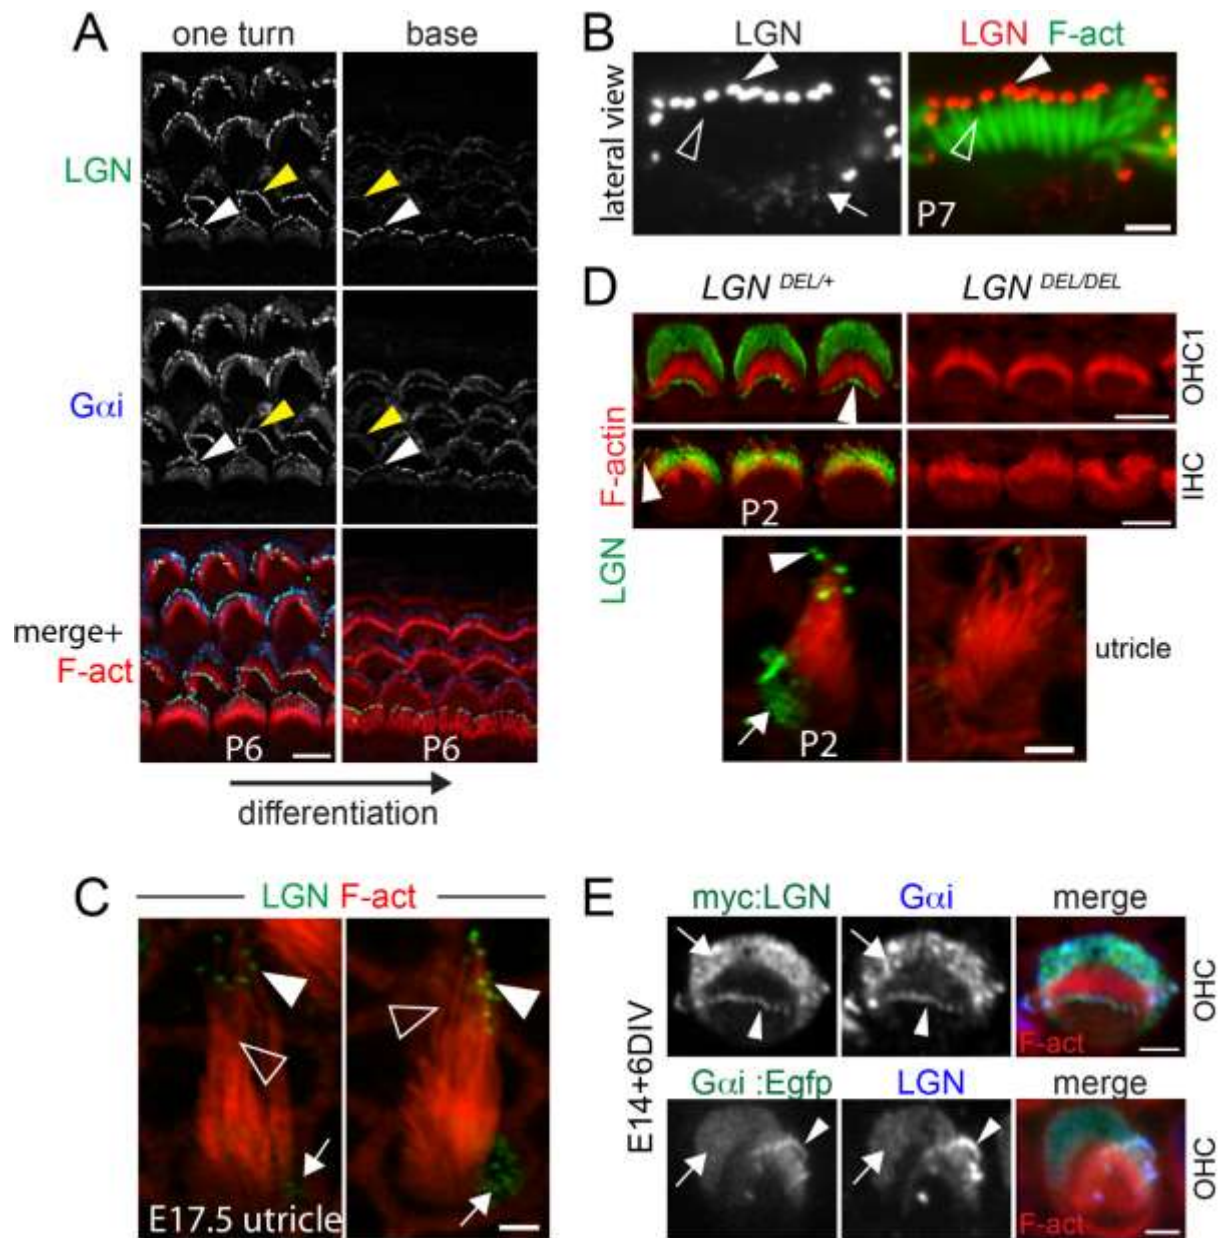 A
one turn base
LGN
Gαi
merge+
F-act
P6 P6
differentiation
B
LGN LGN F-act
lateral view
P7
D
LGN DEL/+ LGN DEL/DEL
F-actin
LGN
OHC1
IHC
P2
utricle
P2
C
LGN F-act
E17.5 utricle
E
myc:LGN Gαi merge
E14+6DIV
F-act
OHC
Gαi :Egfp LGN merge
F-act
OHC